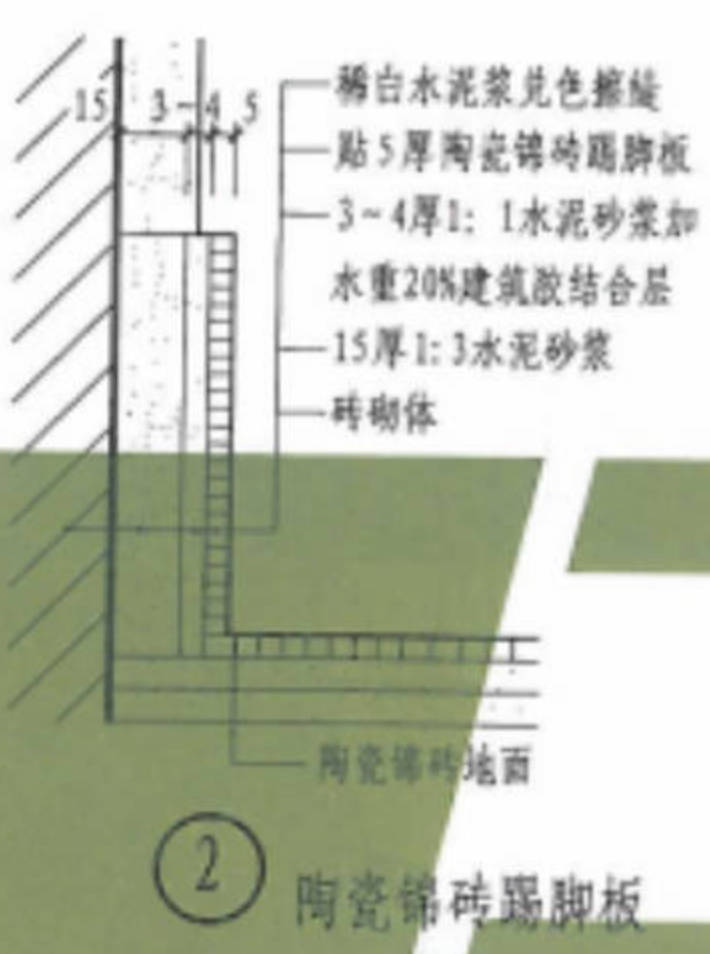 15 3~4 5
稀白水泥浆兑色擦缝
贴5厚陶瓷锦砖踢脚板
3~4厚1:1水泥砂浆加
水重20%建筑胶结合层
15厚1:3水泥砂浆
砖砌体
陶瓷锦砖地面
2
陶瓷锦砖踢脚板